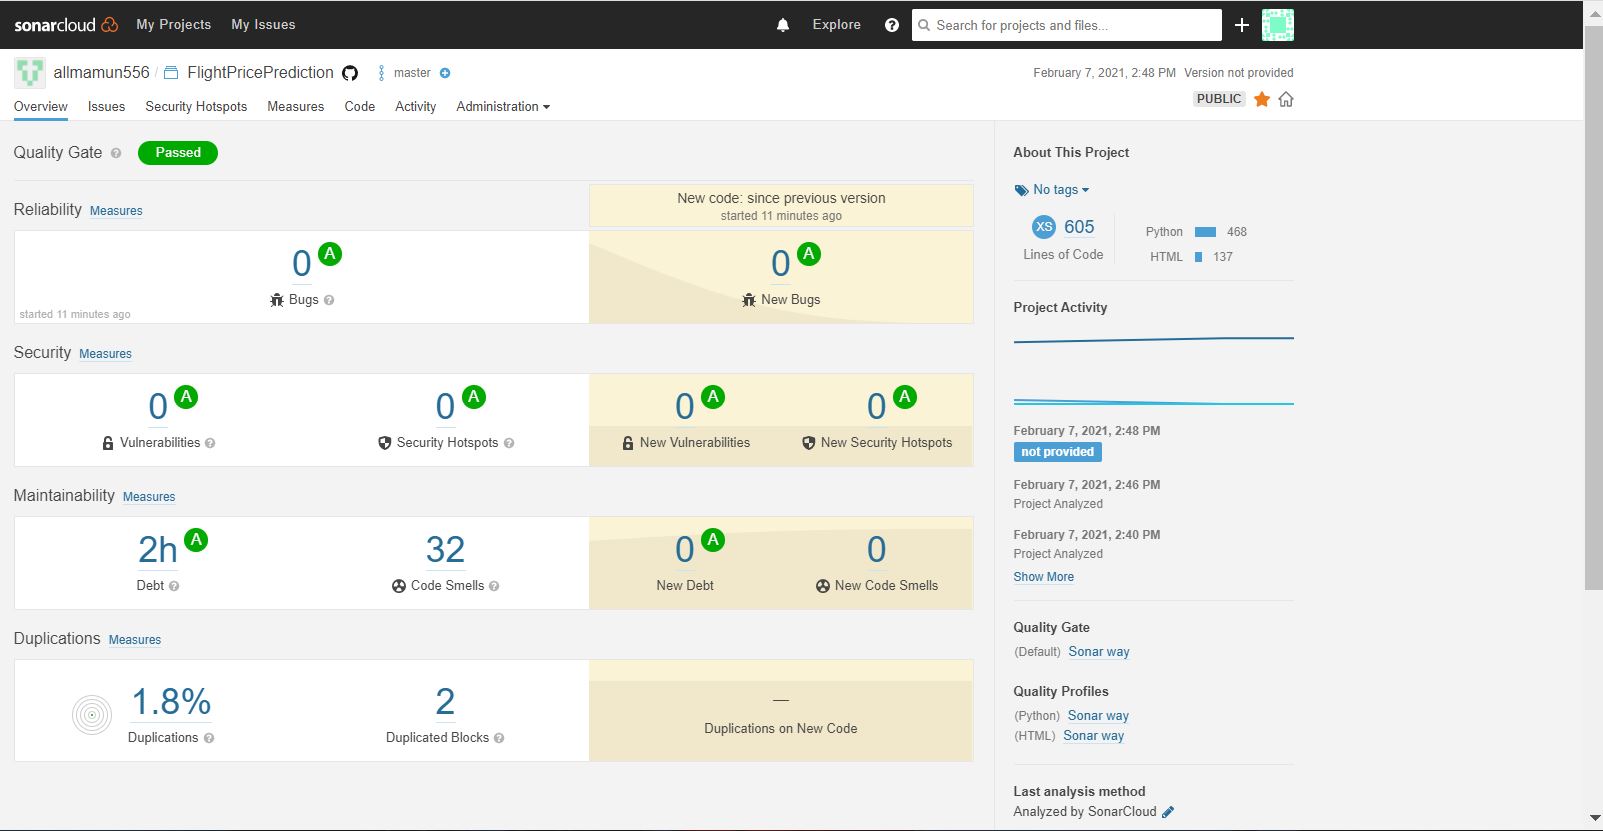 sonarcloud My Projects My Issues Explore Search for projects and files...
allmamun556 / FlightPricePrediction master February 7, 2021, 2:48 PM Version not provided
Overview Issues Security Hotspots Measures Code Activity Administration PUBLIC
Quality Gate Passed
New code: since previous version
started 11 minutes ago
Reliability Measures
0 A 0 A
Bugs New Bugs
started 11 minutes ago
Security Measures
0 A 0 A 0 A 0 A
Vulnerabilities Security Hotspots New Vulnerabilities New Security Hotspots
Maintainability Measures
2h A 32 0 A 0
Debt Code Smells New Debt New Code Smells
Duplications Measures
1.8% 2 —
Duplications Duplicated Blocks Duplications on New Code
About This Project
No tags
XS 605 Python 468
Lines of Code HTML 137
Project Activity
February 7, 2021, 2:48 PM
not provided
February 7, 2021, 2:46 PM
Project Analyzed
February 7, 2021, 2:40 PM
Project Analyzed
Show More
Quality Gate
(Default) Sonar way
Quality Profiles
(Python) Sonar way
(HTML) Sonar way
Last analysis method
Analyzed by SonarCloud